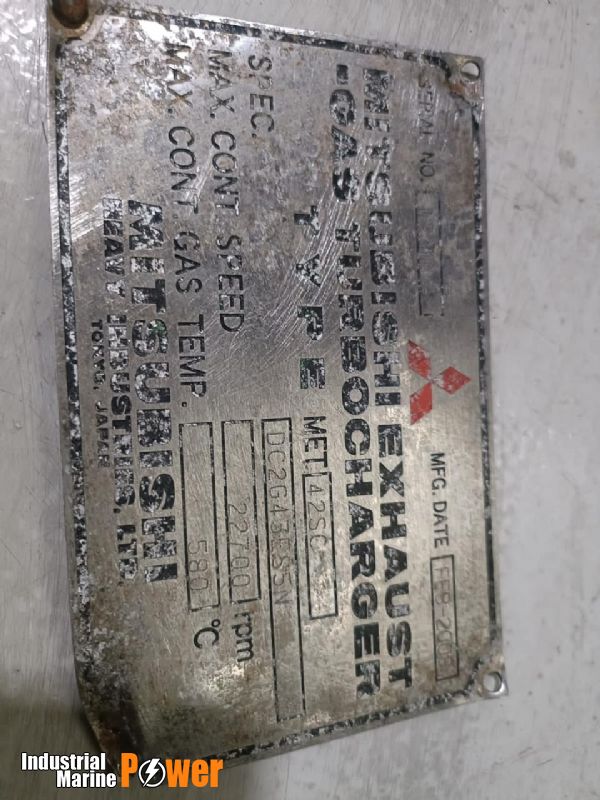 SERIAL NO.
MFG. DATE FEB-200
MITSUBISHI EXHAUST
-GAS TURBOCHARGER
TYPE MET 42SC
SPEC.
MAX. CONT. SPEED 22700 rpm
MAX. CONT. GAS TEMP. 580 °C
MITSUBISHI
HEAVY INDUSTRIES, LTD.
TOKYO, JAPAN
Industrial
Marine Power